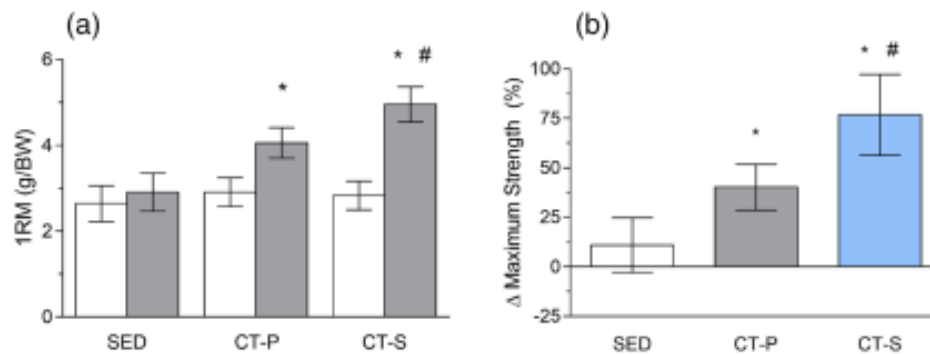 (a)
1RM (g/BW)
6
4
2
0
* 
* #
SED CT-P CT-S
(b)
Δ Maximum Strength (%)
100
75
50
25
0
-25
*
* #
SED CT-P CT-S